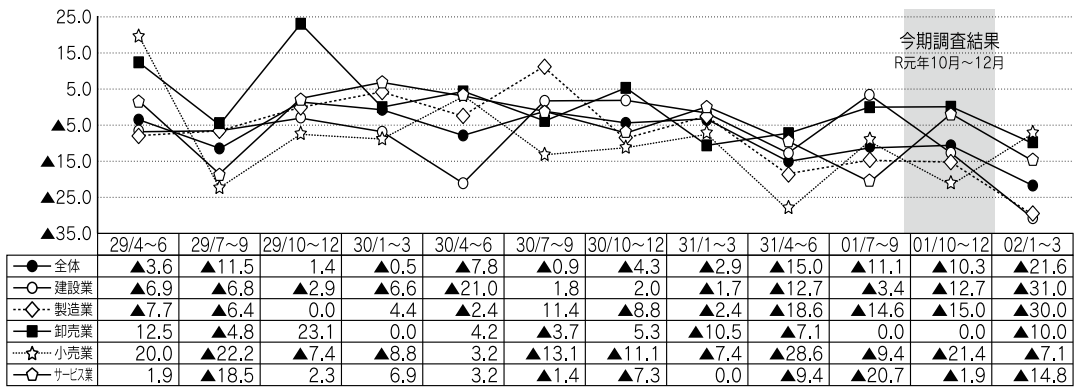 25.0
15.0
5.0
▲5.0
▲15.0
▲25.0
▲35.0
今期調査結果
R元年10月～12月
29/4~6 29/7~9 29/10~12 30/1~3 30/4~6 30/7~9 30/10~12 31/1~3 31/4~6 01/7~9 01/10~12 02/1~3
全体 ▲3.6 ▲11.5 1.4 ▲0.5 ▲7.8 ▲0.9 ▲4.3 ▲2.9 ▲15.0 ▲11.1 ▲10.3 ▲21.6
建設業 ▲6.9 ▲6.8 ▲2.9 ▲6.6 ▲21.0 1.8 2.0 ▲1.7 ▲12.7 ▲3.4 ▲12.7 ▲31.0
製造業 ▲7.7 ▲6.4 0.0 4.4 ▲2.4 11.4 ▲8.8 ▲2.4 ▲18.6 ▲14.6 ▲15.0 ▲30.0
卸売業 12.5 ▲4.8 23.1 0.0 4.2 ▲3.7 5.3 ▲10.5 ▲7.1 0.0 0.0 ▲10.0
小売業 20.0 ▲22.2 ▲7.4 ▲8.8 3.2 ▲13.1 ▲11.1 ▲7.4 ▲28.6 ▲9.4 ▲21.4 ▲7.1
サービス業 1.9 ▲18.5 2.3 6.9 3.2 ▲1.4 ▲7.3 0.0 ▲9.4 ▲20.7 ▲1.9 ▲14.8